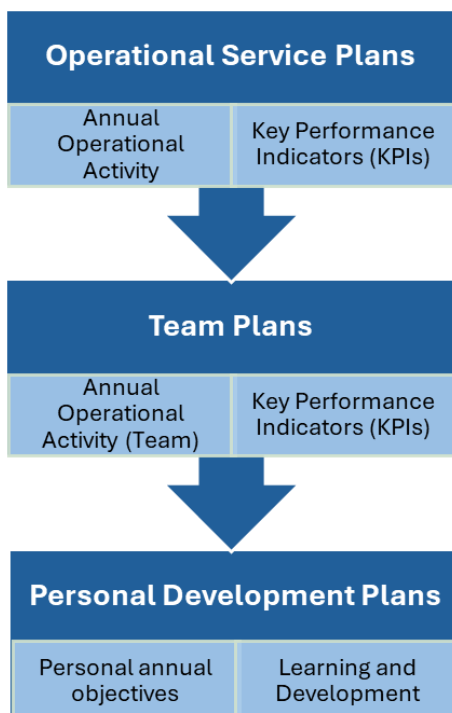 Operational Service Plans
Annual
Operational
Activity
Key Performance
Indicators (KPIs)
Team Plans
Annual
Operational
Activity (Team)
Key Performance
Indicators (KPIs)
Personal Development Plans
Personal annual
objectives
Learning and
Development